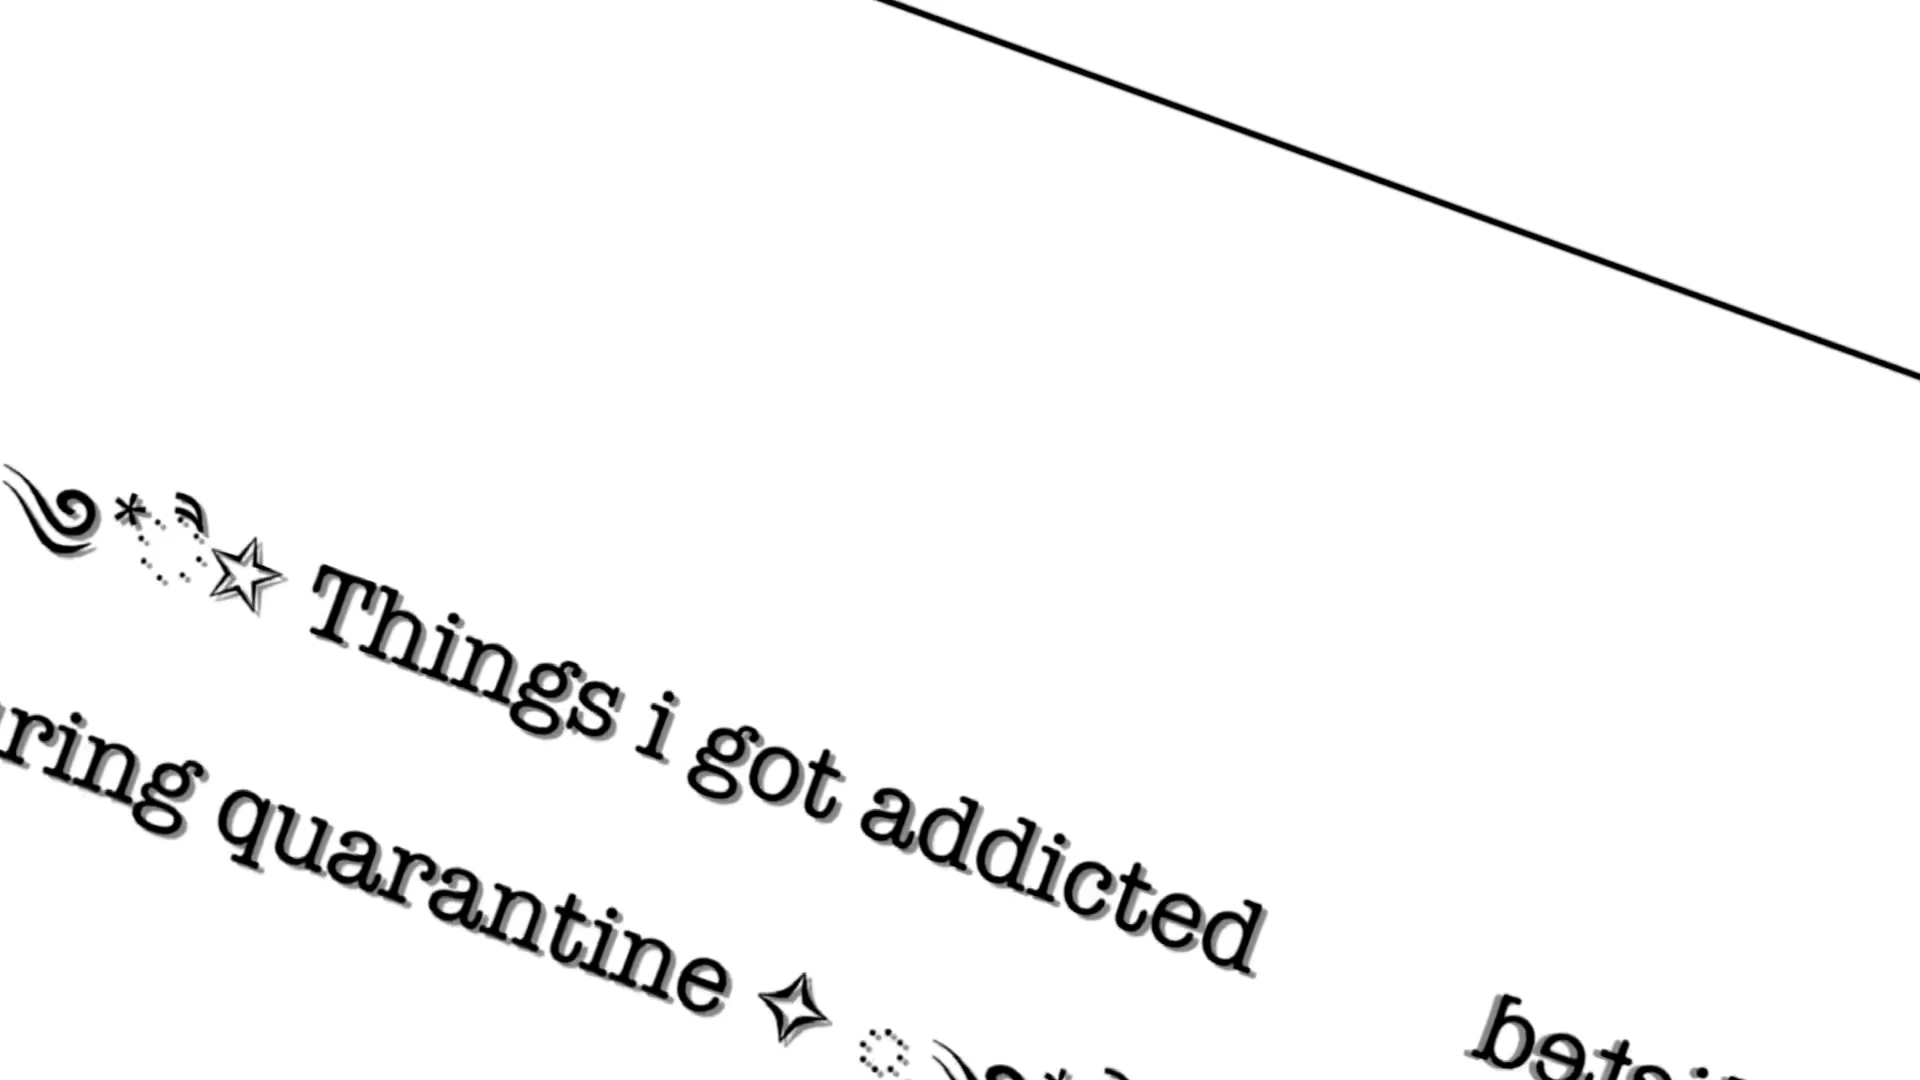 ༄*ੈ☆ Things i got addicted
ring quarantine ✧